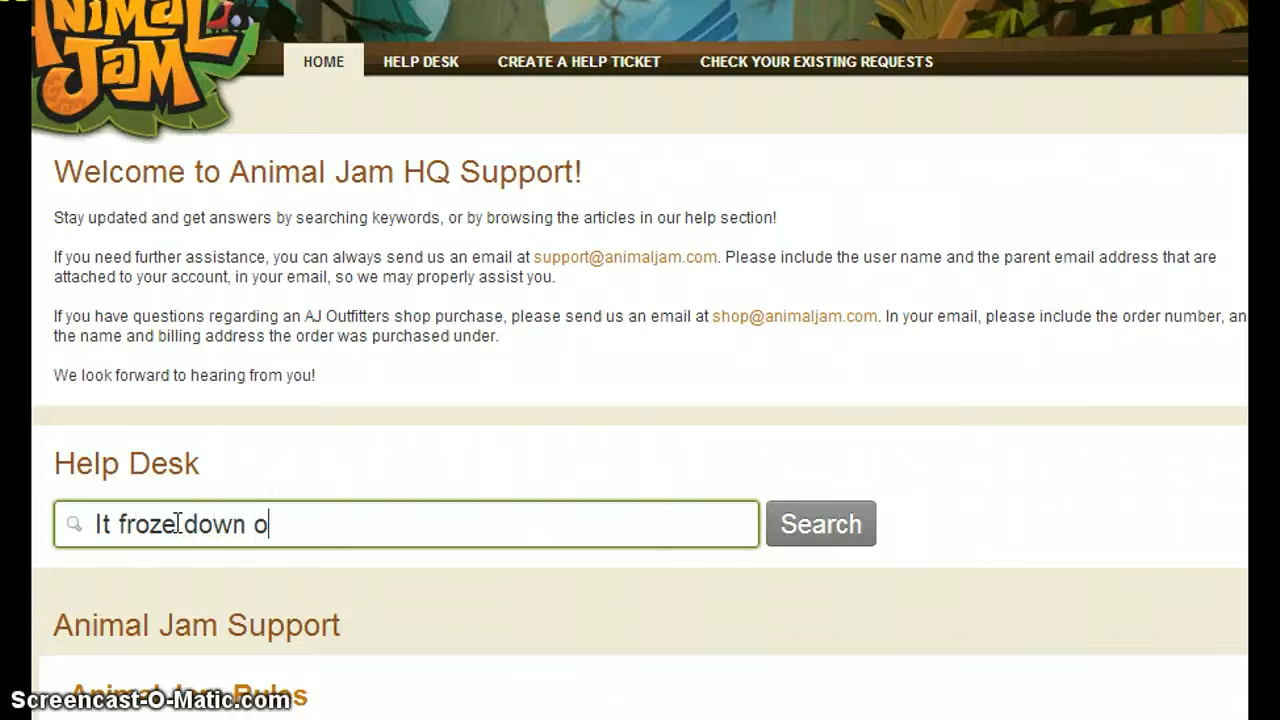 ANIMAL
JAM
HOME HELP DESK CREATE A HELP TICKET CHECK YOUR EXISTING REQUESTS
Welcome to Animal Jam HQ Support!
Stay updated and get answers by searching keywords, or by browsing the articles in our help section!
If you need further assistance, you can always send us an email at support@animaljam.com. Please include the user name and the parent email address that are
attached to your account, in your email, so we may properly assist you.
If you have questions regarding an AJ Outfitters shop purchase, please send us an email at shop@animaljam.com. In your email, please include the order number, an
the name and billing address the order was purchased under.
We look forward to hearing from you!
Help Desk
It froze down o Search
Animal Jam Support
Animal Jam Rules
Screencast-O-Matic.com